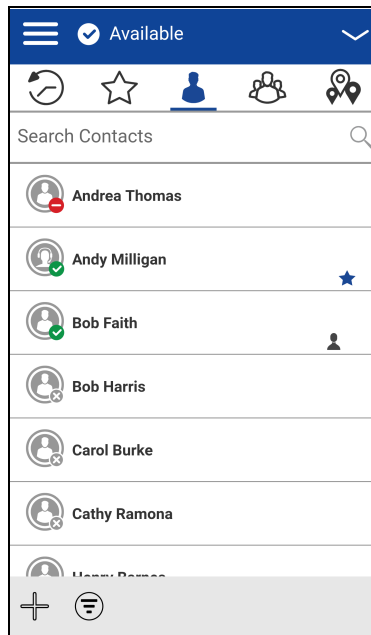 Available
Search Contacts
Andrea Thomas
Andy Milligan
Bob Faith
Bob Harris
Carol Burke
Cathy Ramona